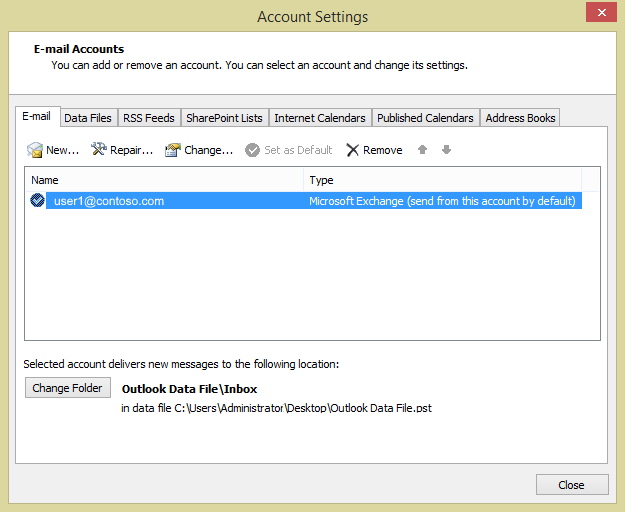 Account Settings
E-mail Accounts
You can add or remove an account. You can select an account and change its settings.
E-mail Data Files RSS Feeds SharePoint Lists Internet Calendars Published Calendars Address Books
New... Repair... Change... Set as Default Remove
Name Type
user1@contoso.com Microsoft Exchange (send from this account by default)
Selected account delivers new messages to the following location:
Change Folder Outlook Data File\Inbox
in data file C:\Users\Administrator\Desktop\Outlook Data File.pst
Close